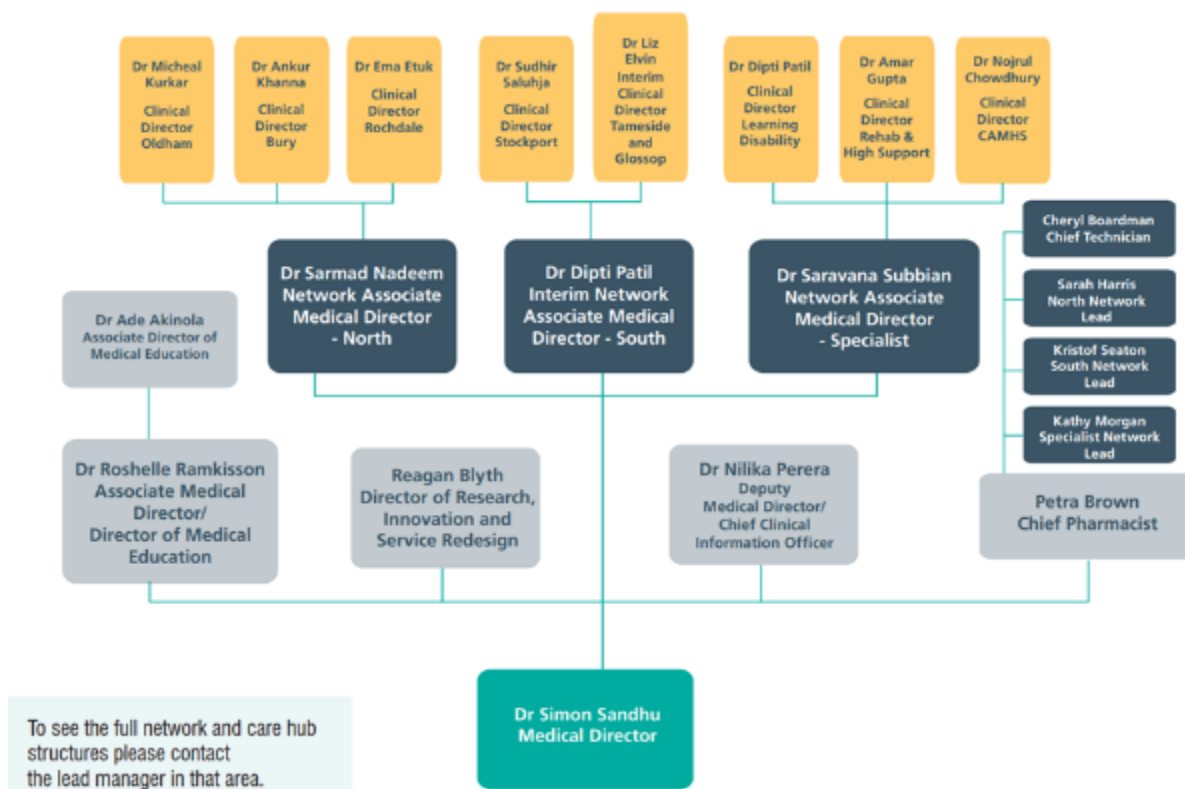 Dr Micheal
Kurkar
Clinical
Director
Oldham
Dr Ankur
Khanna
Clinical
Director
Bury
Dr Ema Etuk
Clinical
Director
Rochdale
Dr Sudhir
Saluhja
Clinical
Director
Stockport
Dr Liz
Elvin
Interim
Clinical
Director
Tameside
and
Glossop
Dr Dipti Patil
Clinical
Director
Learning
Disability
Dr Amar
Gupta
Clinical
Director
Rehab &
High Support
Dr Nojrul
Chowdhury
Clinical
Director
CAMHS
Dr Sarmad Nadeem
Network Associate
Medical Director
- North
Dr Dipti Patil
Interim Network
Associate Medical
Director - South
Dr Saravana Subbian
Network Associate
Medical Director
- Specialist
Cheryl Boardman
Chief Technician
Sarah Harris
North Network
Lead
Kristof Seaton
South Network
Lead
Kathy Morgan
Specialist Network
Lead
Dr Ade Akinola
Associate Director of
Medical Education
Dr Roshelle Ramkisson
Associate Medical
Director/
Director of Medical
Education
Reagan Blyth
Director of Research,
Innovation and
Service Redesign
Dr Nilika Perera
Deputy
Medical Director/
Chief Clinical
Information Officer
Petra Brown
Chief Pharmacist
Dr Simon Sandhu
Medical Director
To see the full network and care hub
structures please contact
the lead manager in that area.